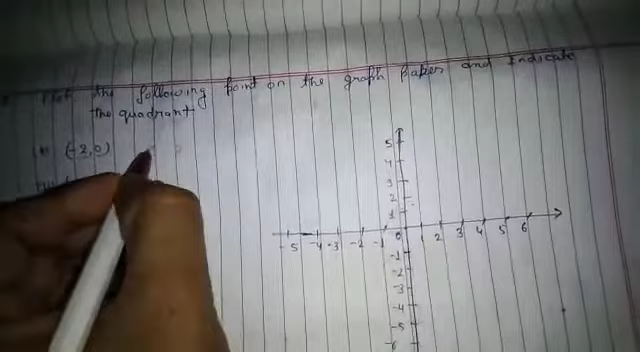 Plot the following point on the graph paper and Indicate
the quadrant
(i) (-2,0)
5
4
3
2
1
-5 -4 -3 -2 -1 0 1 2 3 4 5 6
-1
-2
-3
-4
-5
-6